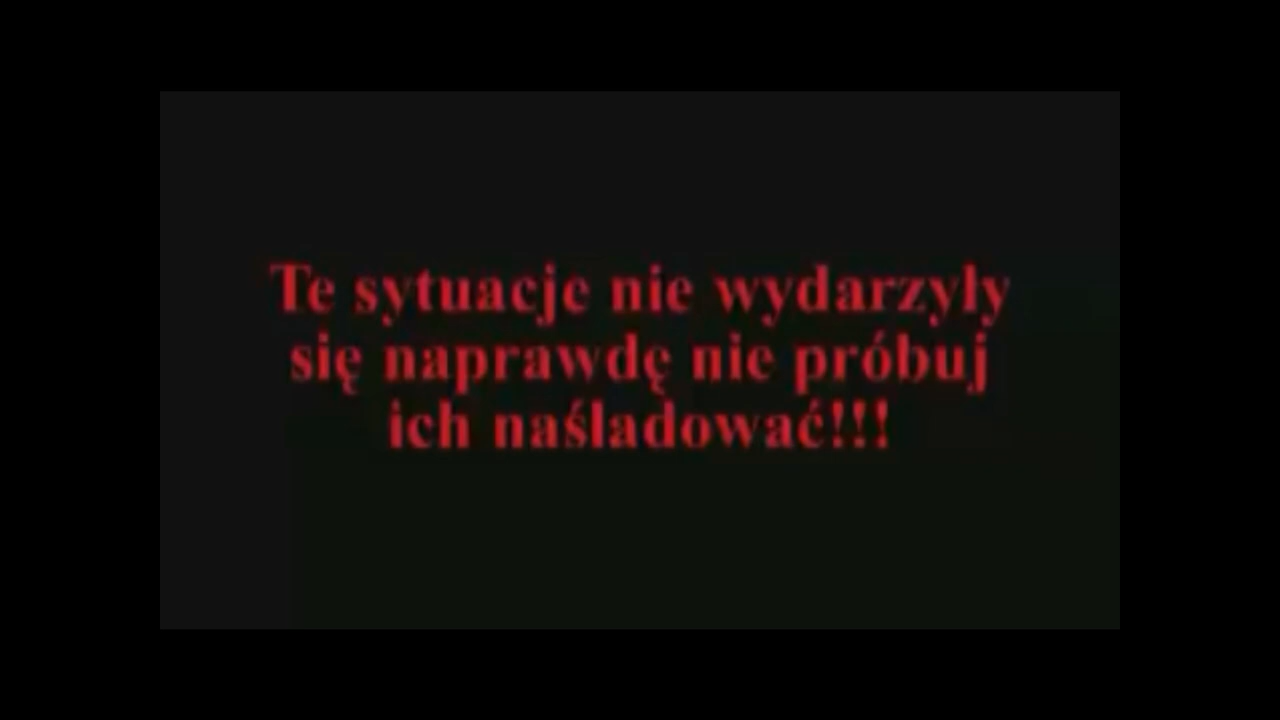 Te sytuacje nie wydarzyły
się naprawdę nie próbuj
ich naśladować!!!